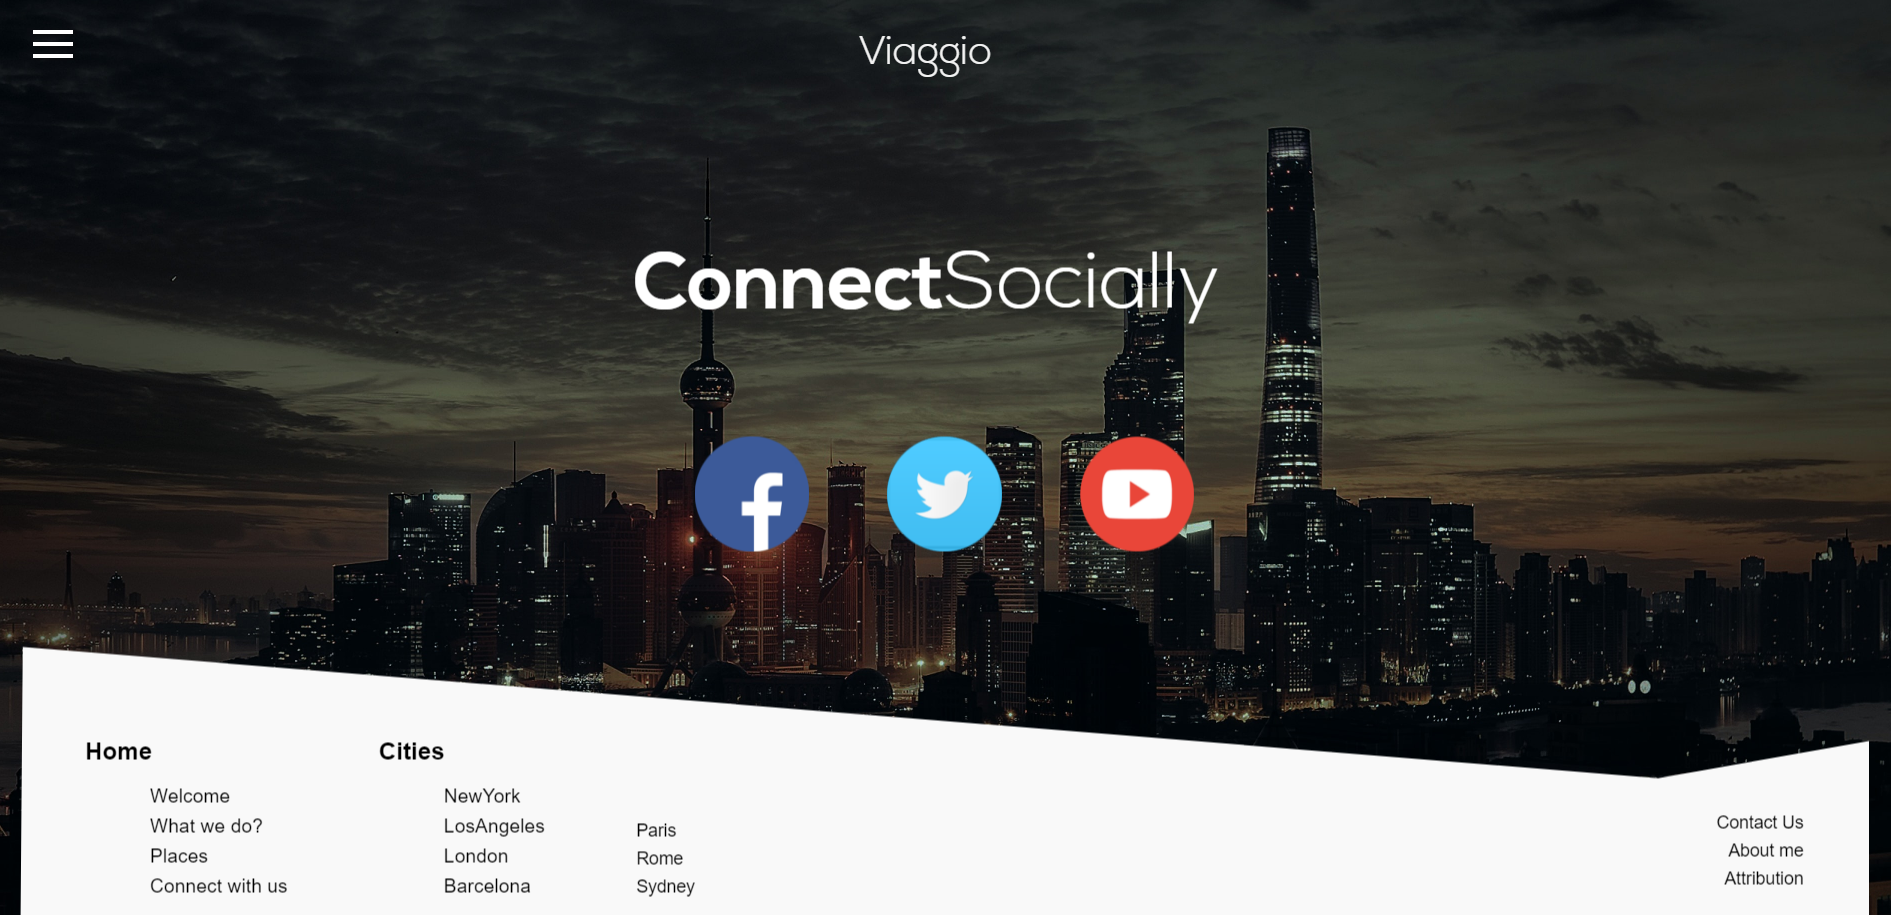 Viaggio
ConnectSocially
Home
Welcome
What we do?
Places
Connect with us
Cities
NewYork
LosAngeles
London
Barcelona
Paris
Rome
Sydney
Contact Us
About me
Attribution